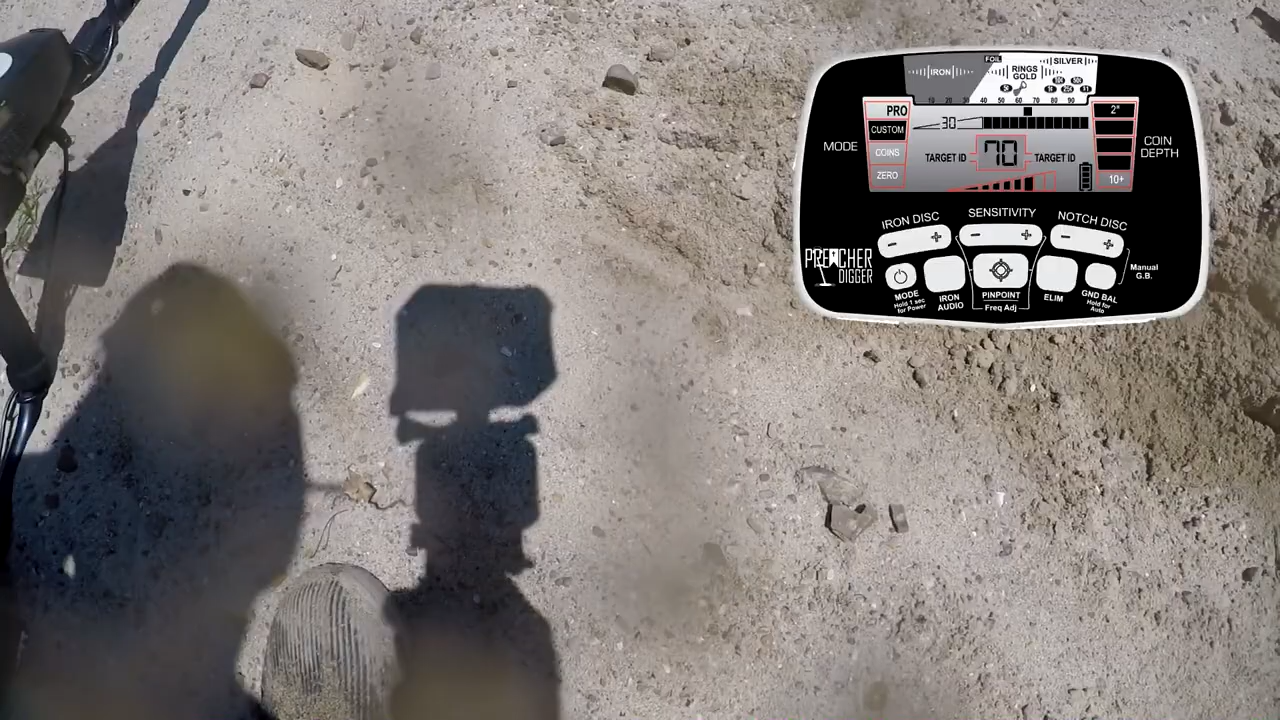 FOIL
IRON
RINGS
GOLD
SILVER
10 20 30 40 50 60 70 80 90
PRO
CUSTOM
COINS
ZERO
MODE
30
TARGET ID 70 TARGET ID
2"
10+
COIN
DEPTH
IRON DISC
SENSITIVITY
NOTCH DISC
- +
- +
- +
PREACHER
DIGGER
MODE
Hold 1 sec
for Power
IRON
AUDIO
PINPOINT
Freq Adj
ELIM
GND BAL
Hold for
Auto
Manual
G.B.